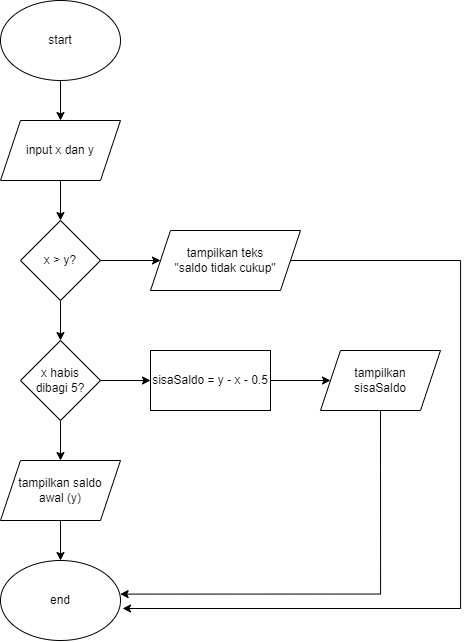 start
input x dan y
x > y?
tampilkan teks
"saldo tidak cukup"
x habis
dibagi 5?
sisaSaldo = y - x - 0.5
tampilkan
sisaSaldo
tampilkan saldo
awal (y)
end